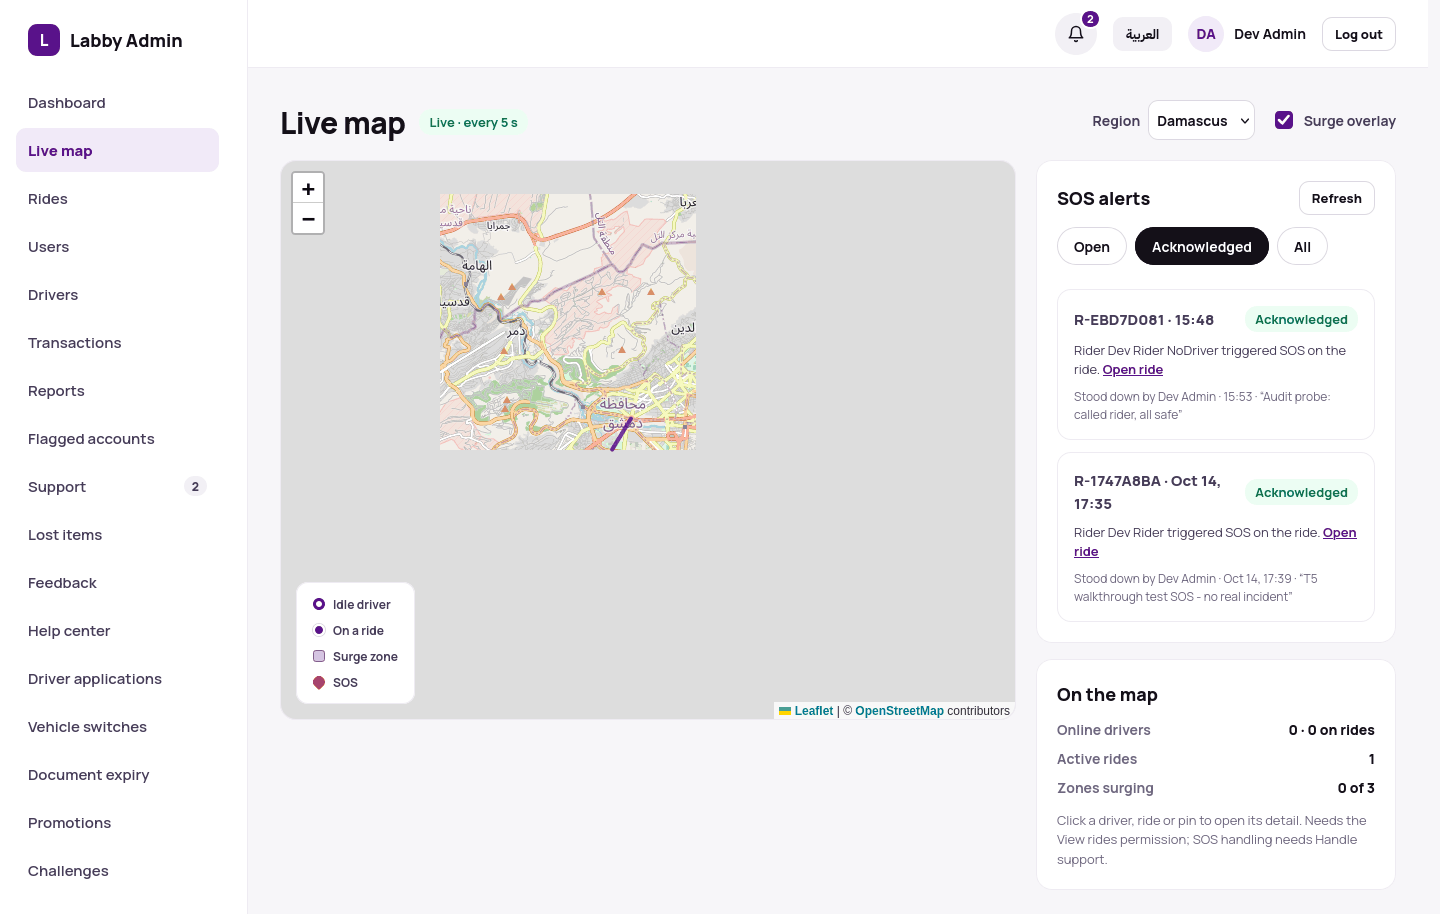 L Labby Admin
2
العربية
DA Dev Admin
Log out
Dashboard
Live map
Rides
Users
Drivers
Transactions
Reports
Flagged accounts
Support 2
Lost items
Feedback
Help center
Driver applications
Vehicle switches
Document expiry
Promotions
Challenges
Live map
Live · every 5 s
Region Damascus
Surge overlay
+
−
جمرايا
الهامة
دمر
محافظة
دمشق
Idle driver
On a ride
Surge zone
SOS
Leaflet | © OpenStreetMap contributors
SOS alerts
Refresh
Open Acknowledged All
R-EBD7D081 · 15:48 Acknowledged
Rider Dev Rider NoDriver triggered SOS on the
ride. Open ride
Stood down by Dev Admin · 15:53 · “Audit probe:
called rider, all safe”
R-1747A8BA · Oct 14,
17:35
Acknowledged
Rider Dev Rider triggered SOS on the ride. Open
ride
Stood down by Dev Admin · Oct 14, 17:39 · “T5
walkthrough test SOS - no real incident”
On the map
Online drivers 0 · 0 on rides
Active rides 1
Zones surging 0 of 3
Click a driver, ride or pin to open its detail. Needs the
View rides permission; SOS handling needs Handle
support.